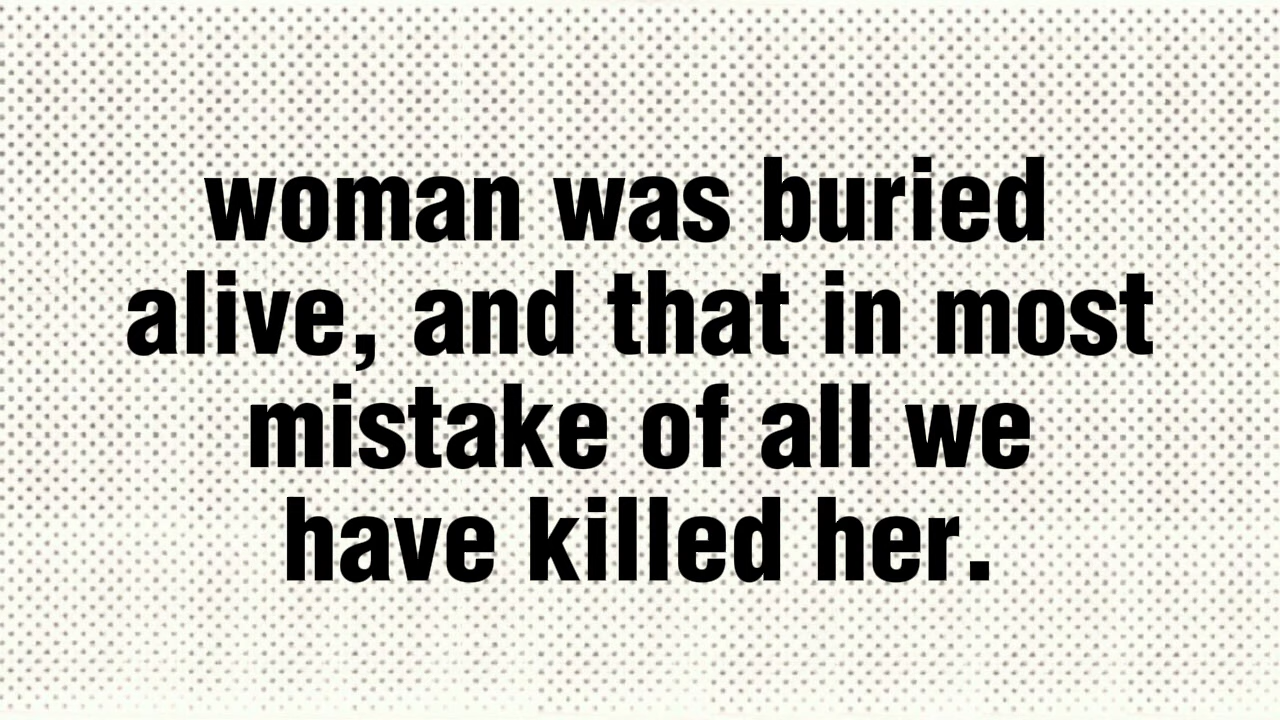 woman was buried
alive, and that in most
mistake of all we
have killed her.